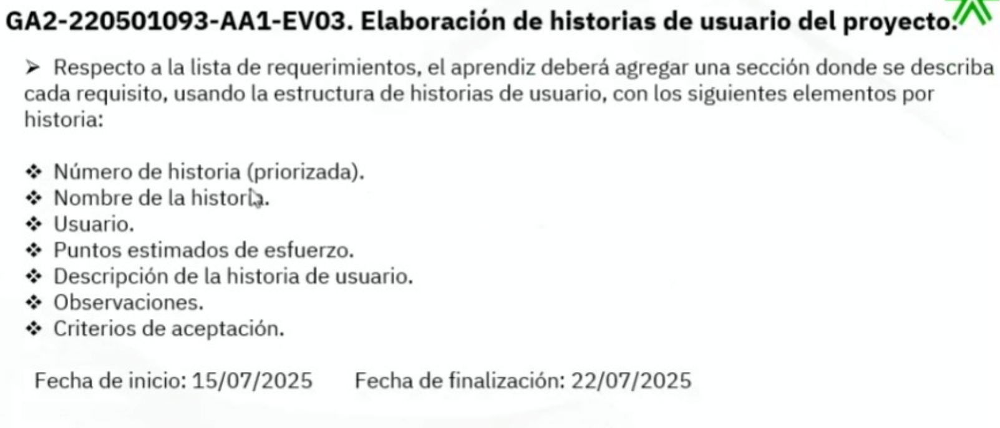 GA2-220501093-AA1-EV03. Elaboración de historias de usuario del proyecto.
➤ Respecto a la lista de requerimientos, el aprendiz deberá agregar una sección donde se describa
cada requisito, usando la estructura de historias de usuario, con los siguientes elementos por
historia:
❖ Número de historia (priorizada).
❖ Nombre de la historia.
❖ Usuario.
❖ Puntos estimados de esfuerzo.
❖ Descripción de la historia de usuario.
❖ Observaciones.
❖ Criterios de aceptación.
Fecha de inicio: 15/07/2025 Fecha de finalización: 22/07/2025